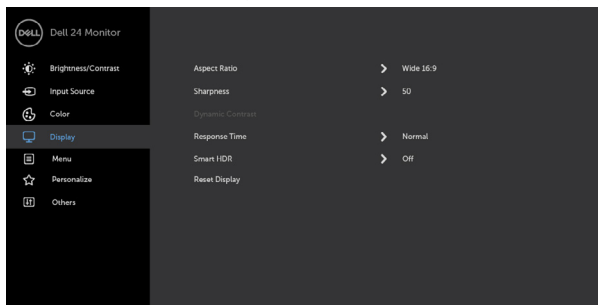 DELL Dell 24 Monitor
Brightness/Contrast
Input Source
Color
Display
Menu
Personalize
Others
Aspect Ratio Wide 16:9
Sharpness 50
Dynamic Contrast
Response Time Normal
Smart HDR Off
Reset Display